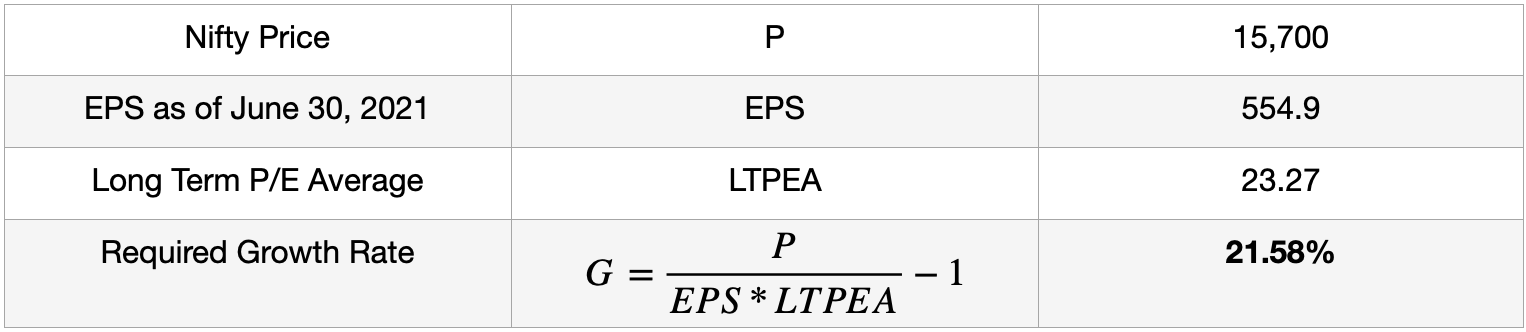 Nifty Price P 15,700
EPS as of June 30, 2021 EPS 554.9
Long Term P/E Average LTPEA 23.27
Required Growth Rate G = P / (EPS * LTPEA) − 1 21.58%